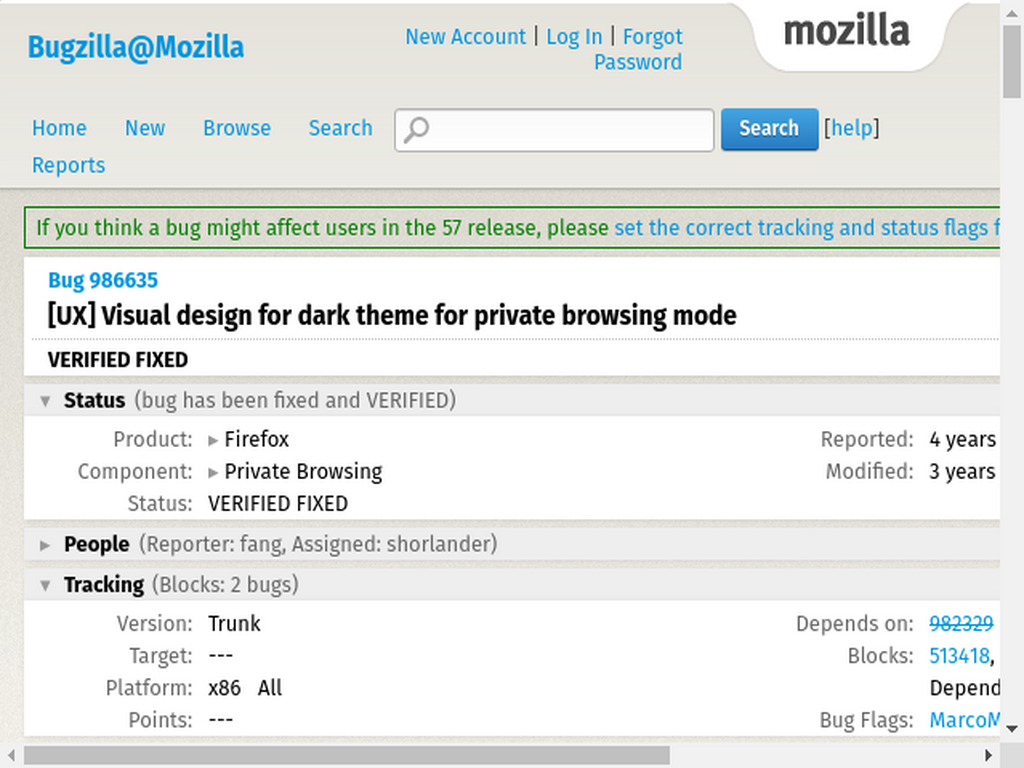 Bugzilla@Mozilla
New Account | Log In | Forgot
Password
mozilla
Home New Browse Search Search [help]
Reports
If you think a bug might affect users in the 57 release, please set the correct tracking and status flags f
Bug 986635
[UX] Visual design for dark theme for private browsing mode
VERIFIED FIXED
Status (bug has been fixed and VERIFIED)
Product: Firefox Reported: 4 years
Component: Private Browsing Modified: 3 years
Status: VERIFIED FIXED
People (Reporter: fang, Assigned: shorlander)
Tracking (Blocks: 2 bugs)
Version: Trunk Depends on: 982329
Target: --- Blocks: 513418,
Platform: x86 All Depend
Points: --- Bug Flags: MarcoM